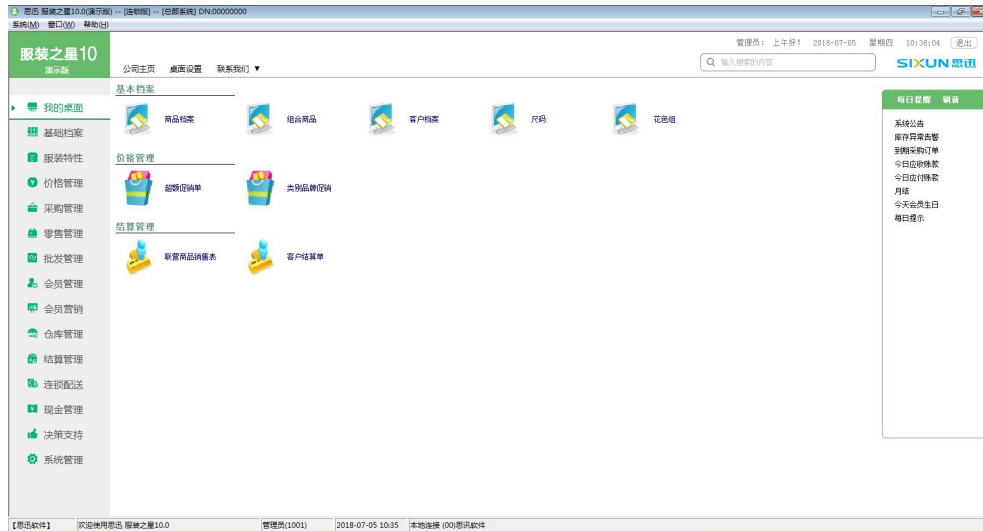 思迅 服装之星10.0(演示版) -- [连锁版] -- [总部系统] DN:00000000
系统(M) 窗口(W) 帮助(H)
服装之星10
演示版
管理员: 上午好! 2018-07-05 星期四 10:36:04 退出
公司主页 桌面设置 联系我们 ▼
输入搜索的内容
SIXUN思迅
我的桌面
基础档案
服装特性
价格管理
采购管理
零售管理
批发管理
会员管理
会员营销
仓库管理
结算管理
连锁配送
现金管理
决策支持
系统管理
基本档案
商品档案 组合商品 客户档案 尺码 花色组
价格管理
超额促销单 类别品牌促销
结算管理
联营商品销售表 客户结算单
每日提醒 刷新
系统公告
库存异常告警
到期采购订单
今日应收账款
今日应付账款
月结
今天会员生日
每日提示
【思迅软件】 欢迎使用思迅 服装之星10.0 管理员(1001) 2018-07-05 10:35 本地连接 (00)思讯软件